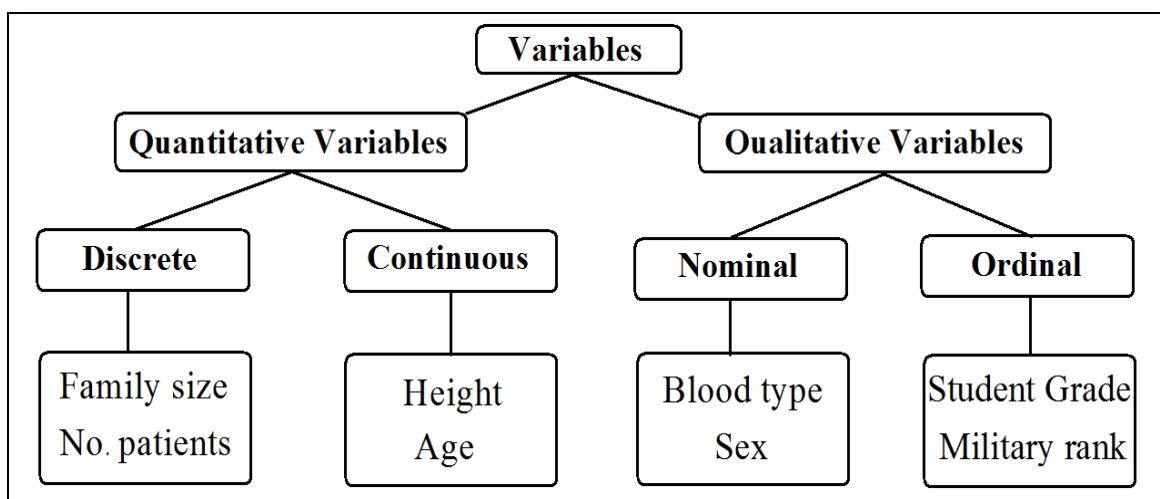 Variables
Quantitative Variables
Oualitative Variables
Discrete
Continuous
Nominal
Ordinal
Family size
No. patients
Height
Age
Blood type
Sex
Student Grade
Military rank